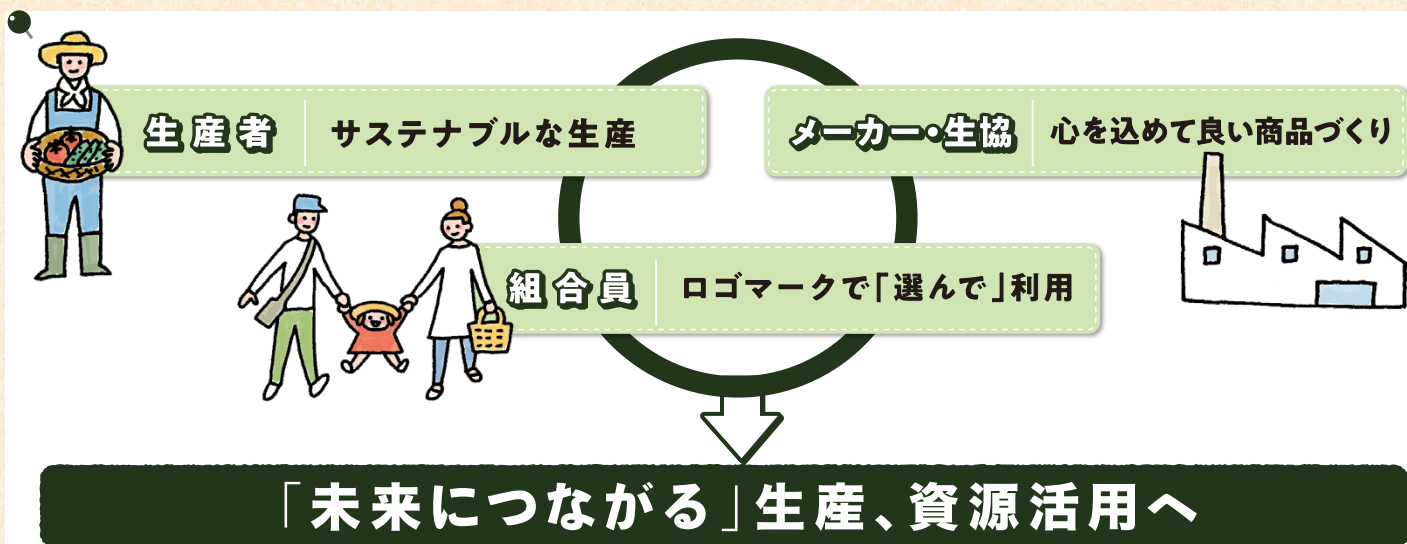 生産者 サステナブルな生産
メーカー・生協 心を込めて良い商品づくり
組合員 ロゴマークで「選んで」利用
「未来につながる」生産、資源活用へ